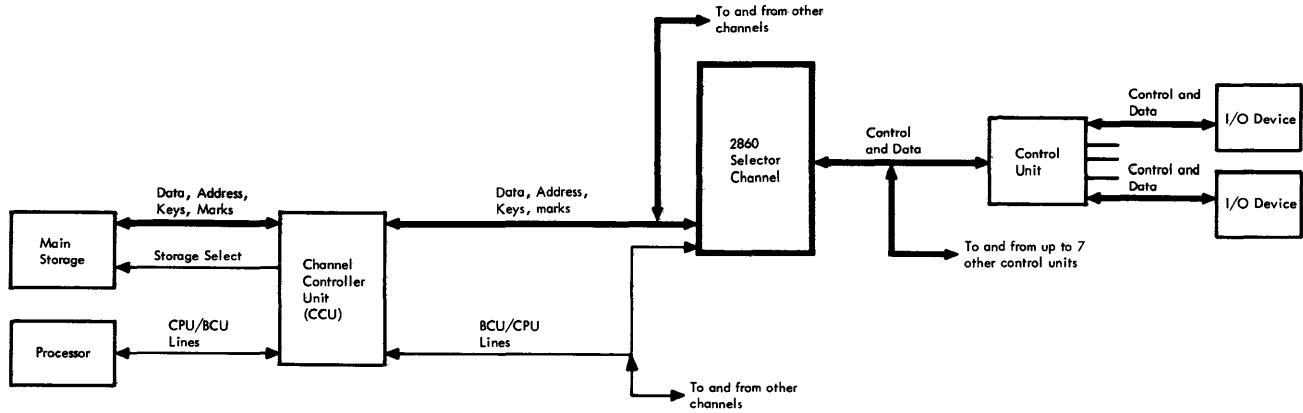 To and from other
channels
2860
Selector
Channel
Control
and Data
Control
Unit
Control and
Data
I/O Device
Control and
Data
I/O Device
To and from up to 7
other control units
Data, Address,
Keys, Marks
Data, Address,
Keys, marks
Main
Storage
Storage Select
Channel
Controller
Unit
(CCU)
Processor
CPU/BCU
Lines
BCU/CPU
Lines
To and from other
channels